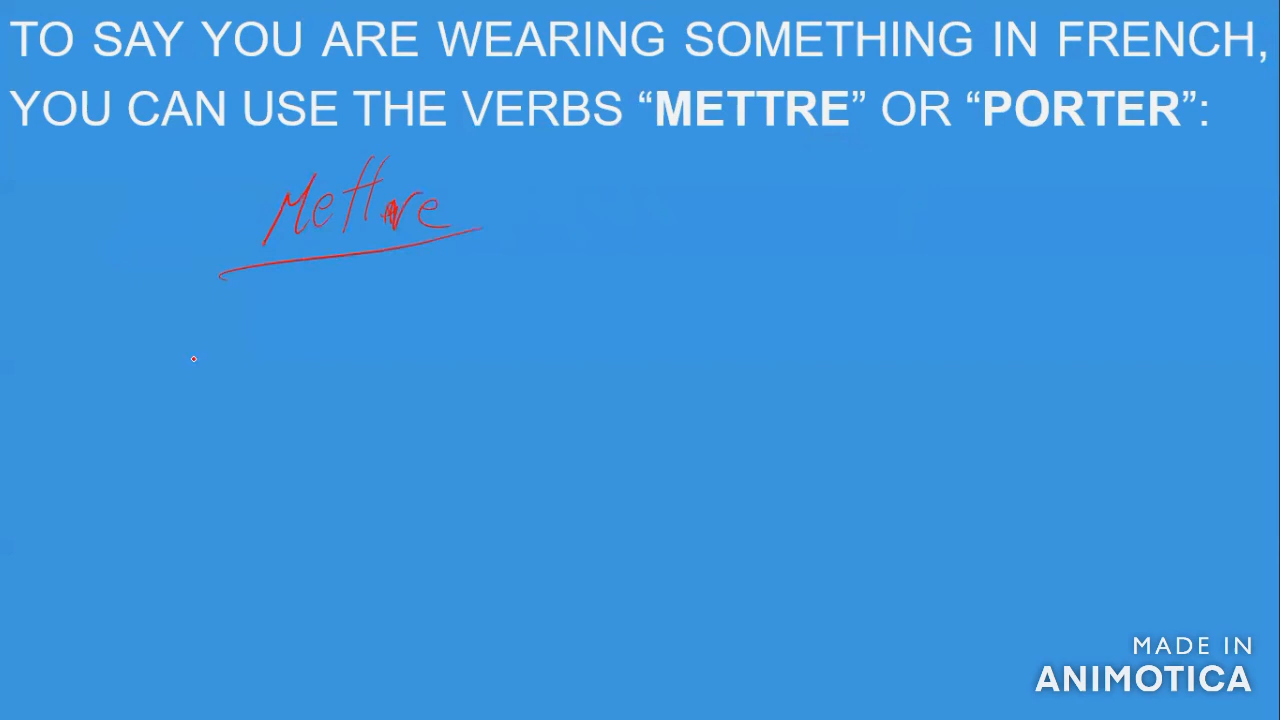 TO SAY YOU ARE WEARING SOMETHING IN FRENCH,
YOU CAN USE THE VERBS “METTRE” OR “PORTER”:
Mettre
MADE IN
ANIMOTICA